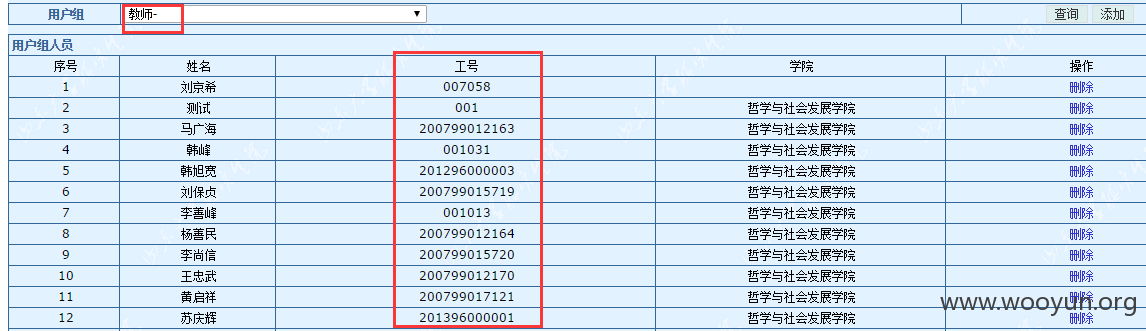 用户组 教师- 查询 添加
用户组人员
序号 姓名 工号 学院 操作
1 刘京希 007058 删除
2 测试 001 哲学与社会发展学院 删除
3 马广海 200799012163 哲学与社会发展学院 删除
4 韩峰 001031 哲学与社会发展学院 删除
5 韩旭宽 201296000003 哲学与社会发展学院 删除
6 刘保贞 200799015719 哲学与社会发展学院 删除
7 李善峰 001013 哲学与社会发展学院 删除
8 杨善民 200799012164 哲学与社会发展学院 删除
9 李尚信 200799015720 哲学与社会发展学院 删除
10 王忠武 200799012170 哲学与社会发展学院 删除
11 黄启祥 200799017121 哲学与社会发展学院 删除
12 苏庆辉 201396000001 哲学与社会发展学院 删除
www.wooyun.org